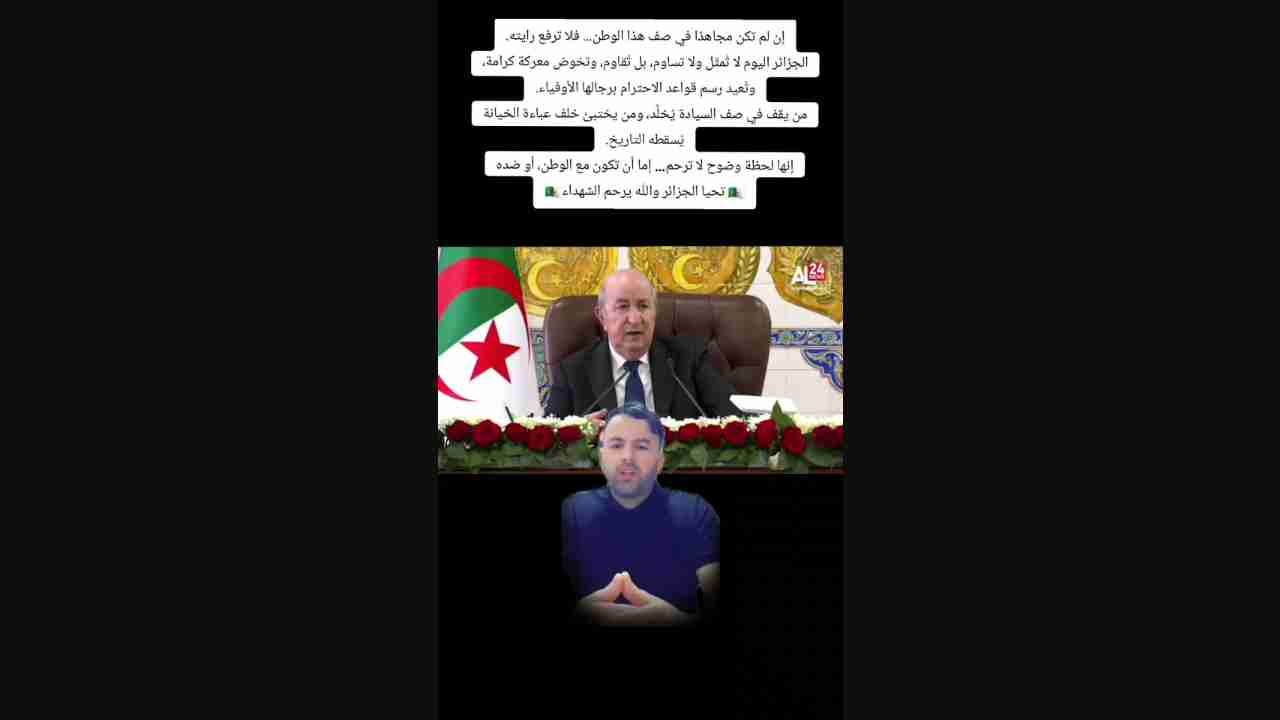 إن لم تكن مجاهدًا في صف هذا الوطن... فلا ترفع رايته.
الجزائر اليوم لا تُمثّل ولا تساوم، بل تُقاوم، وتخوض معركة كرامة،
وتُعيد رسم قواعد الاحترام برجالها الأوفياء.
من يقف في صف السيادة يُخلَّد، ومن يختبئ خلف عباءة الخيانة
يُسقطه التاريخ.
إنها لحظة وضوح لا ترحم... إما أن تكون مع الوطن، أو ضده
🇩🇿 تحيا الجزائر والله يرحم الشهداء 🇩🇿
AL24
NEWS